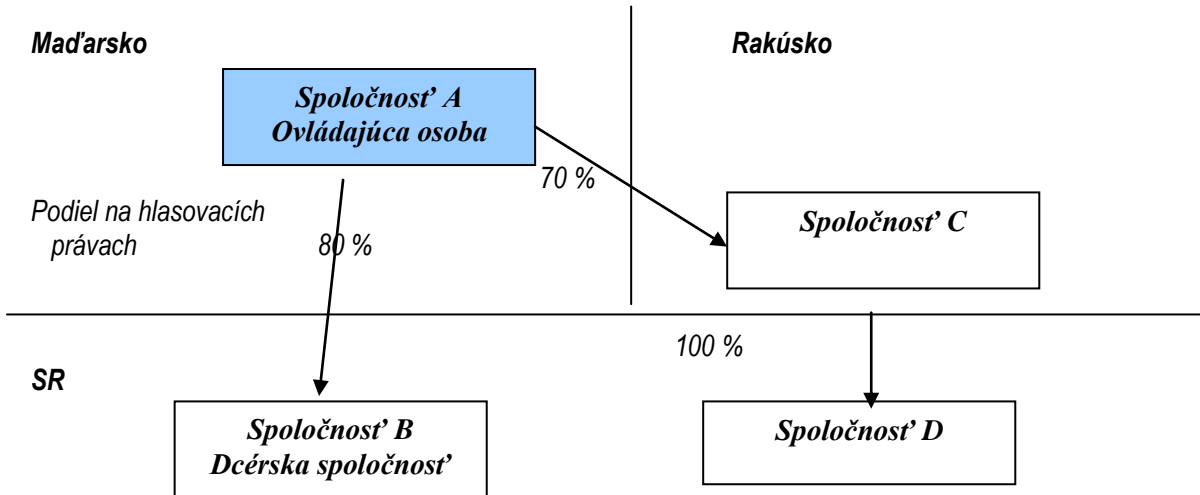 Maďarsko
Rakúsko
Spoločnosť A
Ovládajúca osoba
70 %
Podiel na hlasovacích
právach
80 %
Spoločnosť C
100 %
SR
Spoločnosť B
Dcérska spoločnosť
Spoločnosť D